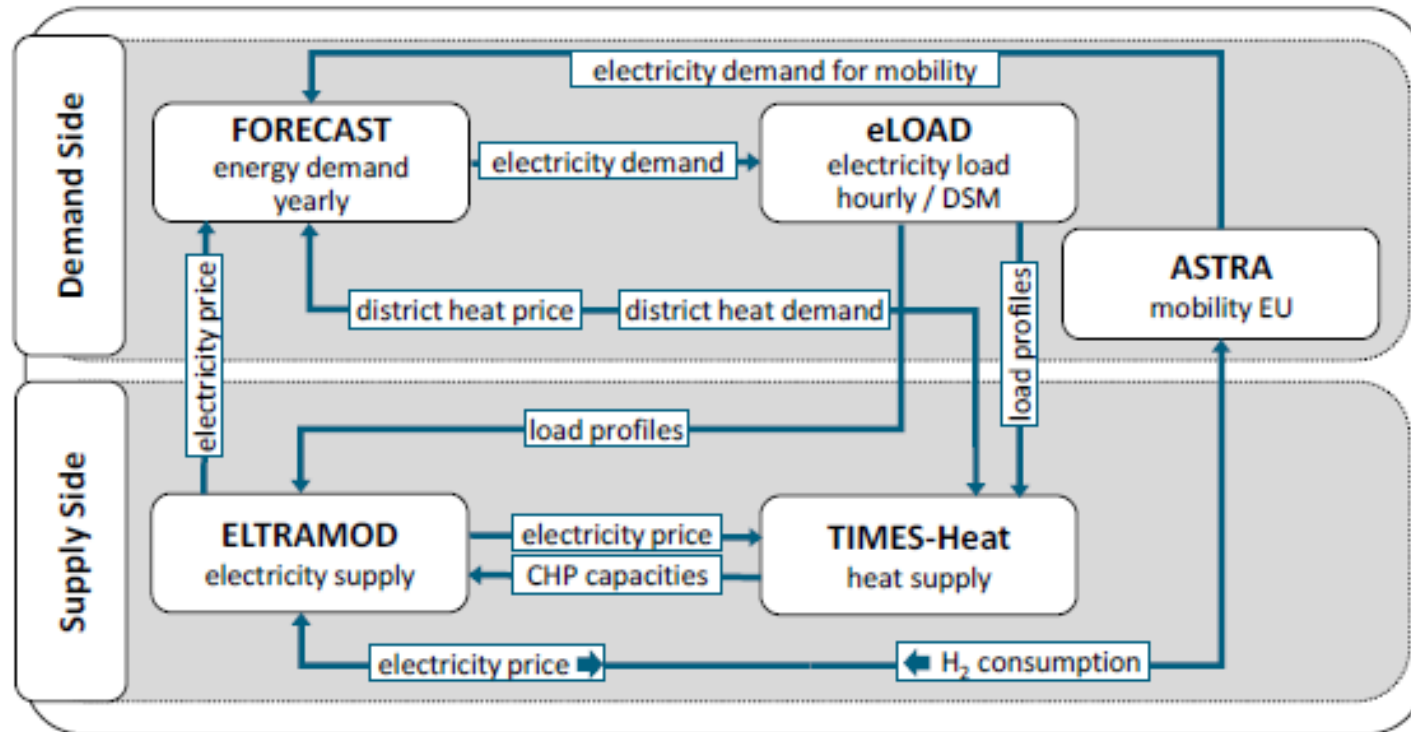 Demand Side
electricity demand for mobility
FORECAST
energy demand
yearly
electricity demand
eLOAD
electricity load
hourly / DSM
ASTRA
mobility EU
electricity price
district heat price
district heat demand
load profiles
load profiles
Supply Side
ELTRAMOD
electricity supply
electricity price
CHP capacities
TIMES-Heat
heat supply
electricity price
H₂ consumption